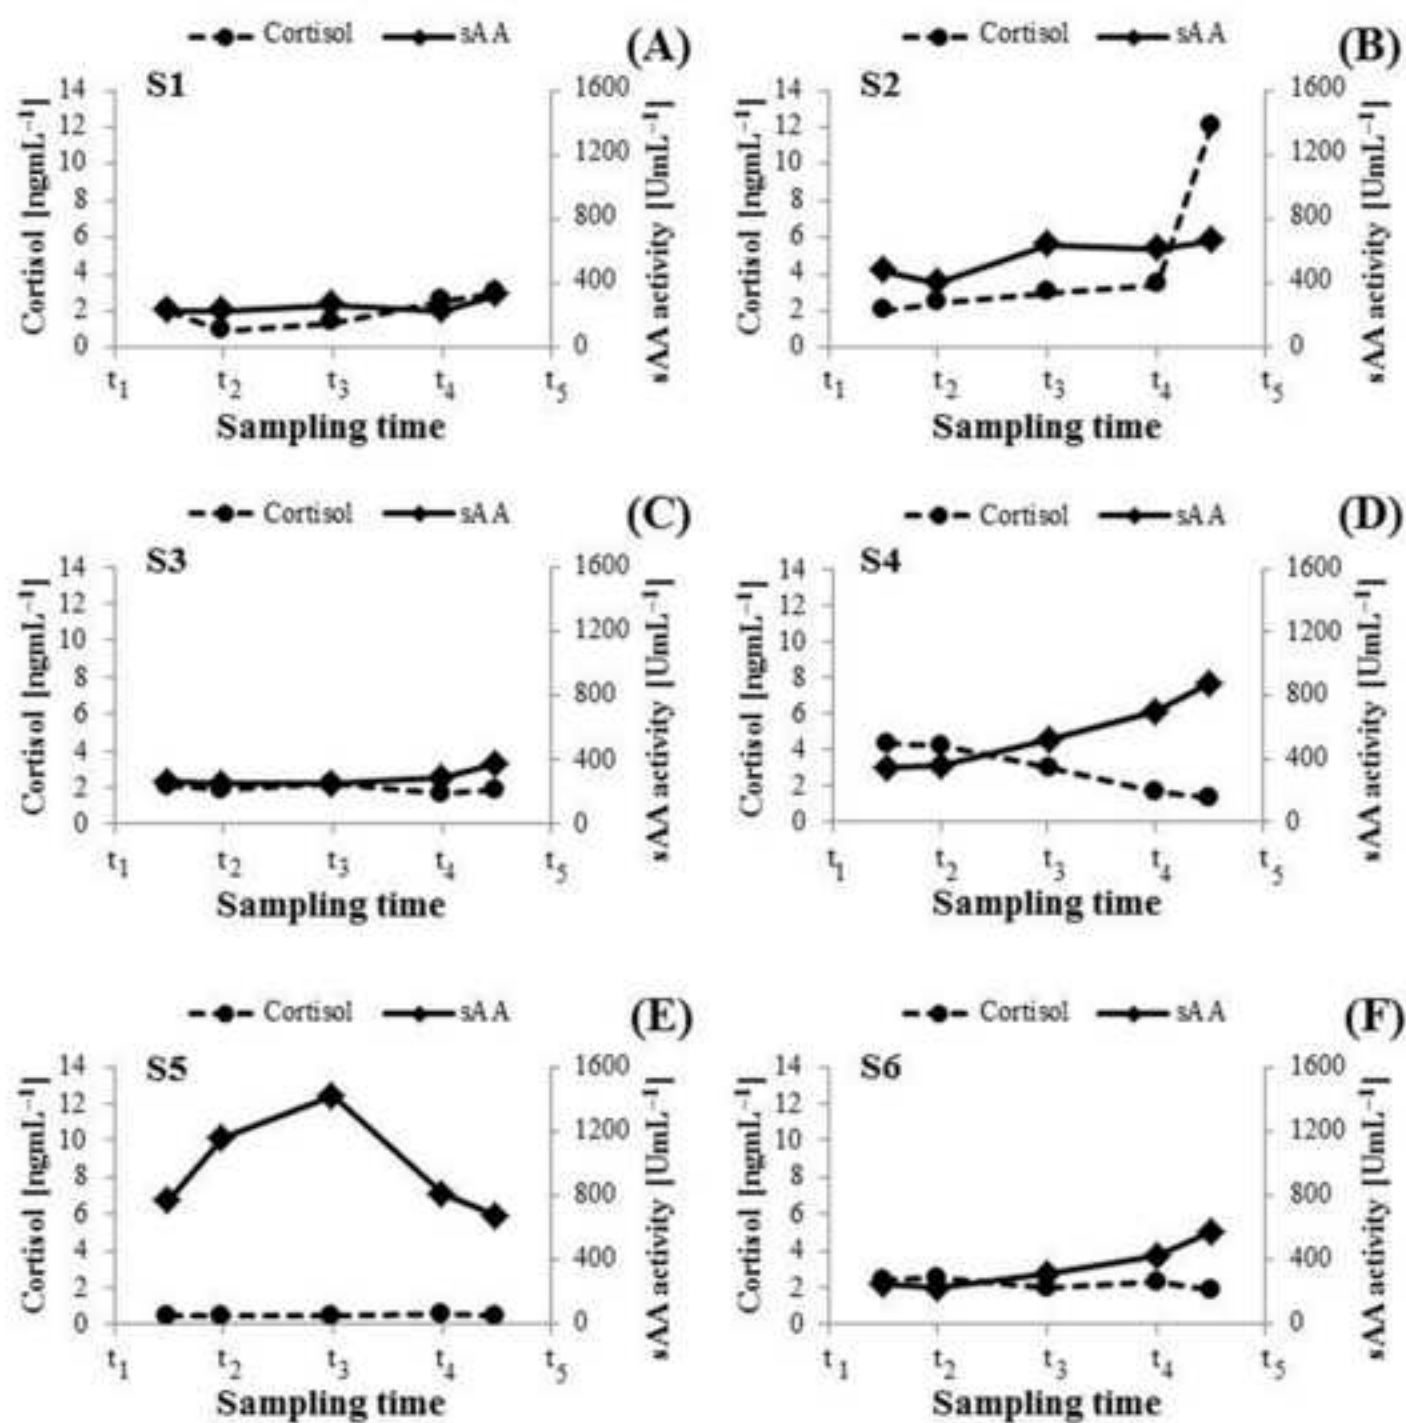 Cortisol sAA (A)
S1
14
12
10
8
6
4
2
0
Cortisol [ngmL⁻¹]
1600
1200
800
400
0
sAA activity [UmL⁻¹]
t1 t2 t3 t4 t5
Sampling time
Cortisol sAA (B)
S2
14
12
10
8
6
4
2
0
Cortisol [ngmL⁻¹]
1600
1200
800
400
0
sAA activity [UmL⁻¹]
t1 t2 t3 t4 t5
Sampling time
Cortisol sAA (C)
S3
14
12
10
8
6
4
2
0
Cortisol [ngmL⁻¹]
1600
1200
800
400
0
sAA activity [UmL⁻¹]
t1 t2 t3 t4 t5
Sampling time
Cortisol sAA (D)
S4
14
12
10
8
6
4
2
0
Cortisol [ngmL⁻¹]
1600
1200
800
400
0
sAA activity [UmL⁻¹]
t1 t2 t3 t4 t5
Sampling time
Cortisol sAA (E)
S5
14
12
10
8
6
4
2
0
Cortisol [ngmL⁻¹]
1600
1200
800
400
0
sAA activity [UmL⁻¹]
t1 t2 t3 t4 t5
Sampling time
Cortisol sAA (F)
S6
14
12
10
8
6
4
2
0
Cortisol [ngmL⁻¹]
1600
1200
800
400
0
sAA activity [UmL⁻¹]
t1 t2 t3 t4 t5
Sampling time